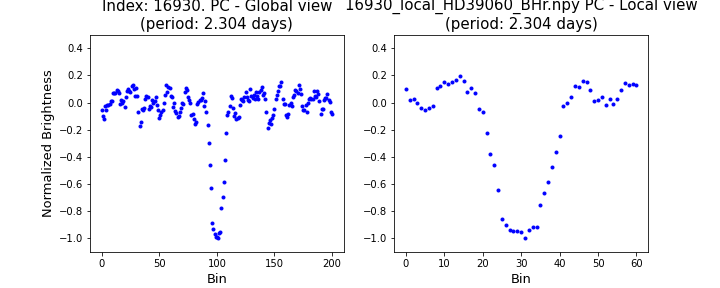 Index: 16930. PC - Global view
(period: 2.304 days)
16930_local_HD39060_BHr.npy PC - Local view
(period: 2.304 days)
Normalized Brightness
0.4
0.2
0.0
−0.2
−0.4
−0.6
−0.8
−1.0
0 50 100 150 200
Bin
0.4
0.2
0.0
−0.2
−0.4
−0.6
−0.8
−1.0
0 10 20 30 40 50 60
Bin